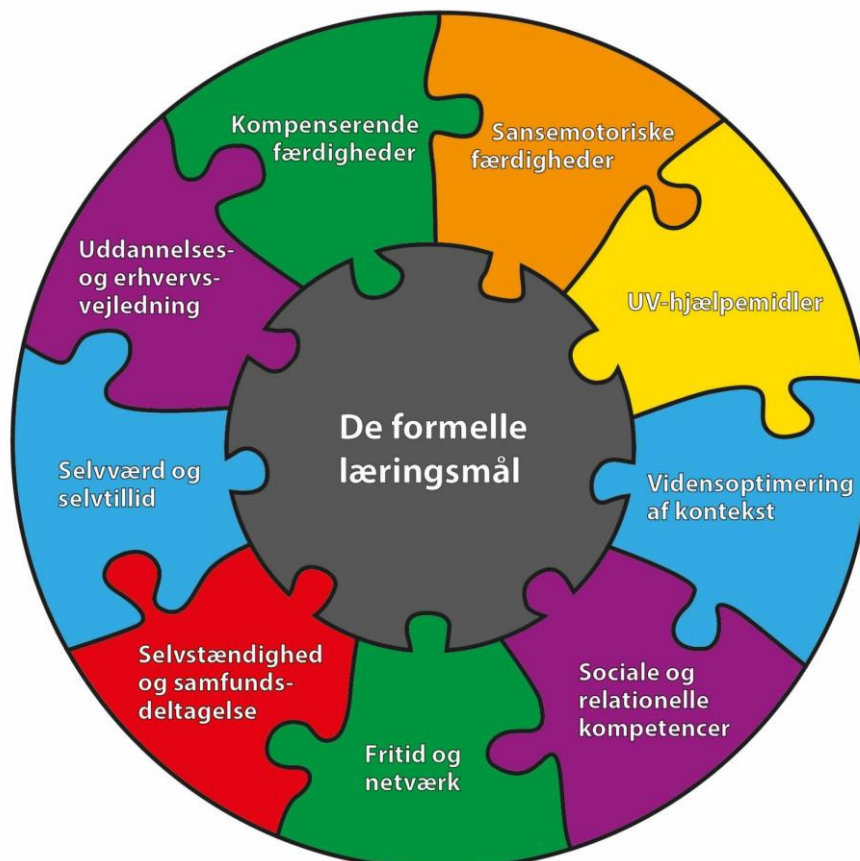 Kompenserende
færdigheder
Sansemotoriske
færdigheder
UV-hjælpemidler
Vidensoptimering
af kontekst
Sociale og
relationelle
kompetencer
Fritid og
netværk
Selvstændighed
og samfunds-
deltagelse
Selvværd og
selvtillid
Uddannelses-
og erhvervs-
vejledning
De formelle
læringsmål